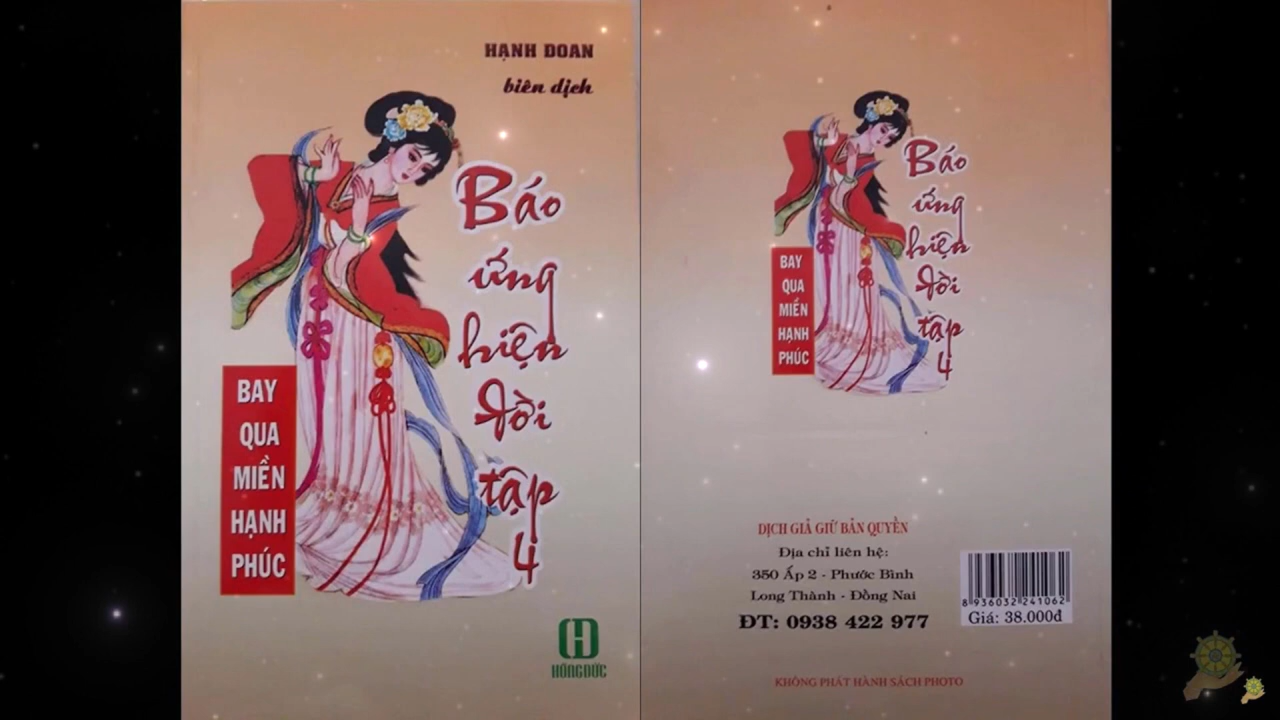 HẠNH ĐOAN
biên dịch
Báo
ứng
hiện
đời
tập
4
BAY
QUA
MIỀN
HẠNH
PHÚC
HỒNG ĐỨC
Báo
ứng
hiện
đời
tập
4
BAY
QUA
MIỀN
HẠNH
PHÚC
DỊCH GIẢ GIỮ BẢN QUYỀN
Địa chỉ liên hệ:
350 Ấp 2 - Phước Bình
Long Thành - Đồng Nai
ĐT: 0938 422 977
8 936032 241062
Giá: 38.000đ
KHÔNG PHÁT HÀNH SÁCH PHOTO